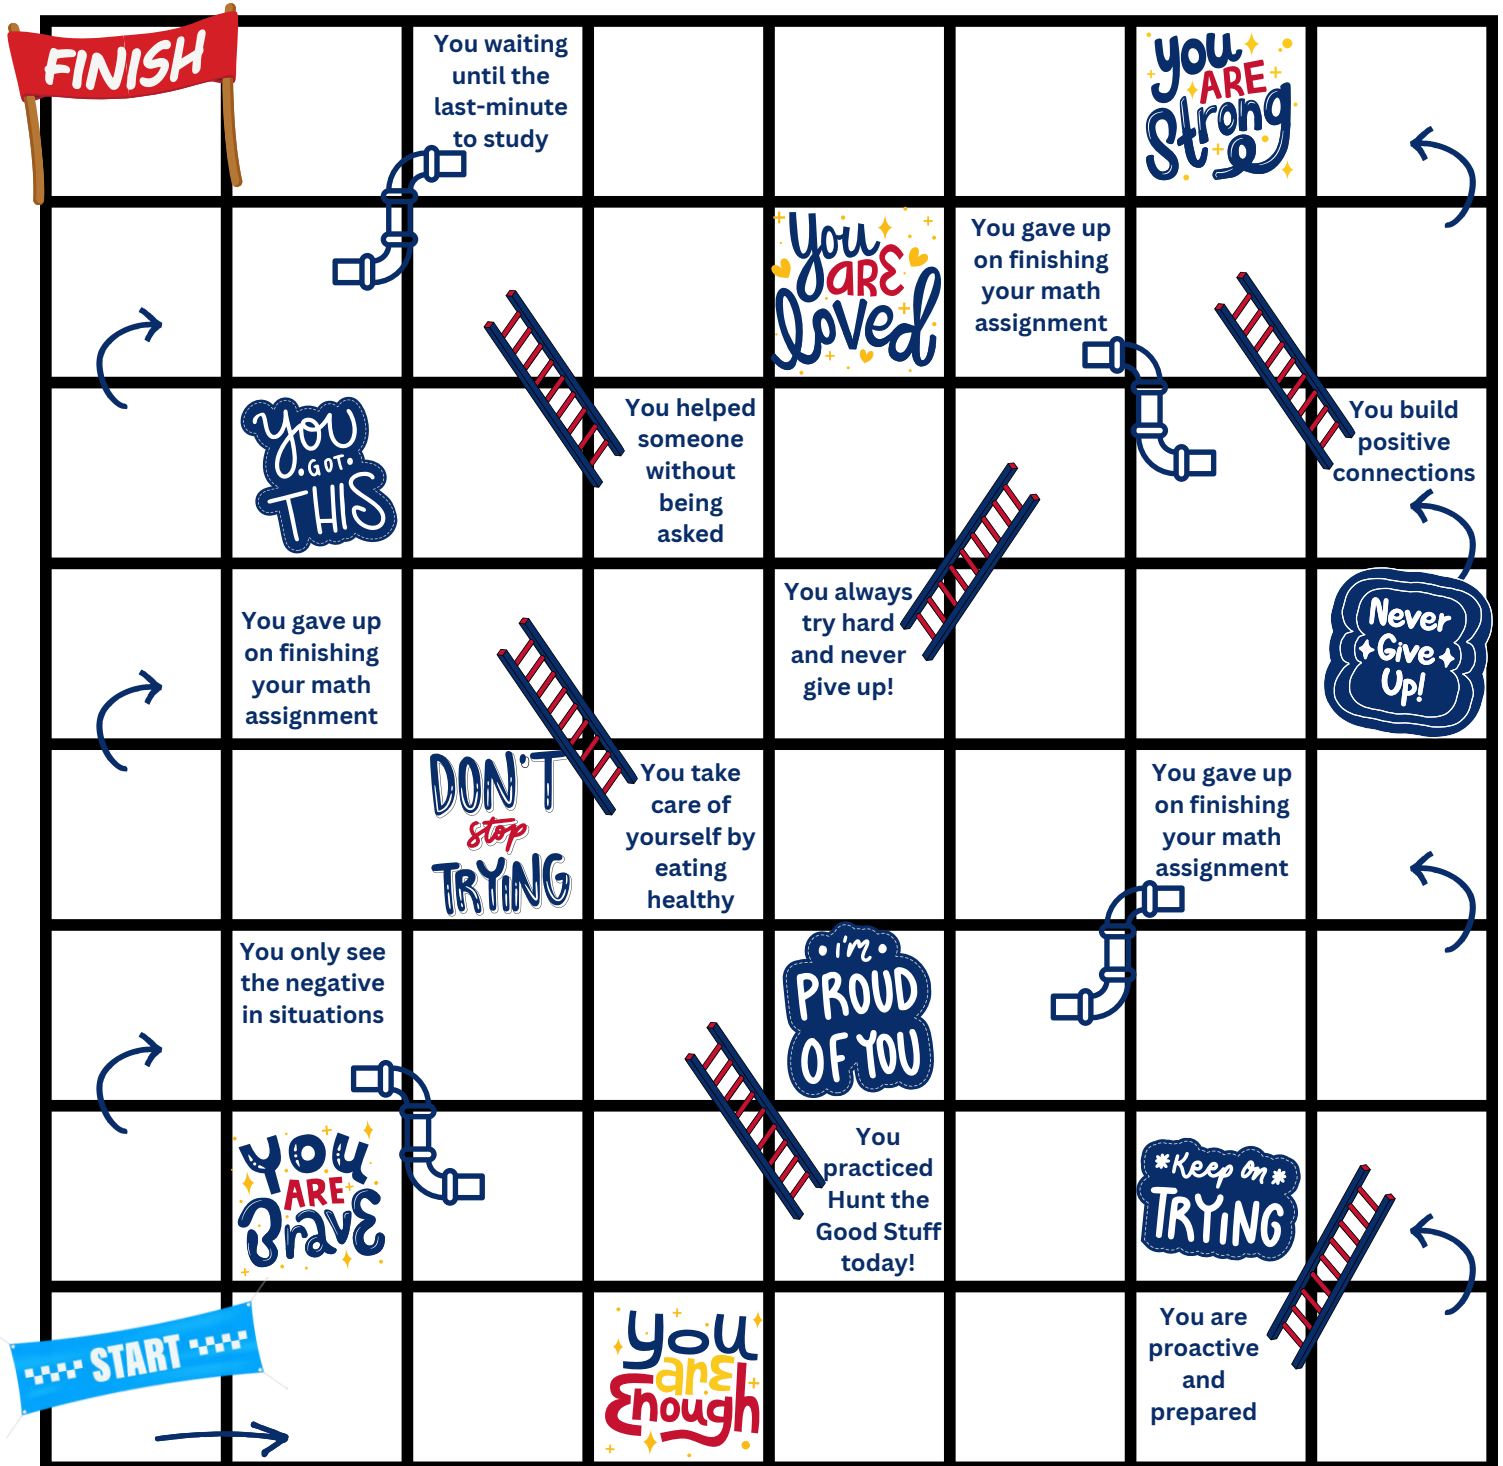 FINISH
You waiting
until the
last-minute
to study
you
ARE
Strong
You
ARE
loved
You gave up
on finishing
your math
assignment
You
GOT
THIS
You helped
someone
without
being
asked
You build
positive
connections
You gave up
on finishing
your math
assignment
You always
try hard
and never
give up!
Never
Give
Up!
DON'T
stop
TRYING
You take
care of
yourself by
eating
healthy
You gave up
on finishing
your math
assignment
You only see
the negative
in situations
i'm
PROUD
OF YOU
YOU
ARE
BravE
You
practiced
Hunt the
Good Stuff
today!
Keep on
TRYING
START
you
arE
Enough
You are
proactive
and
prepared